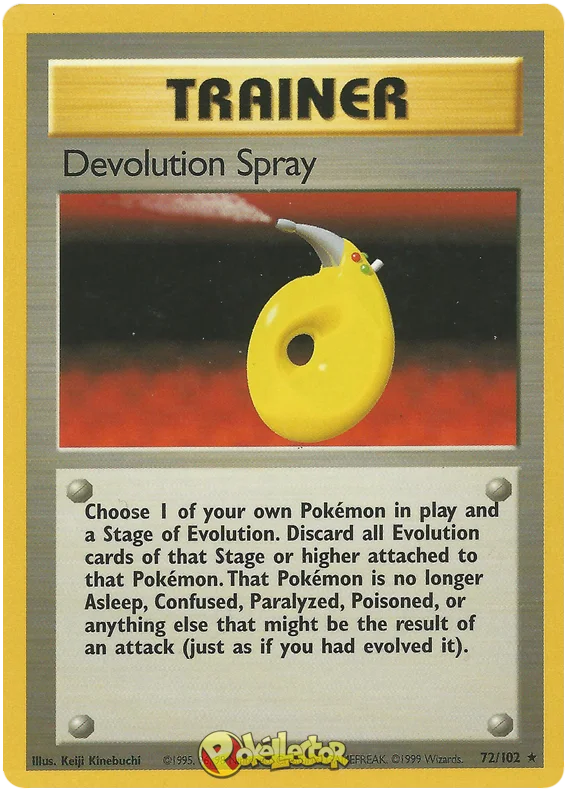 TRAINER
Devolution Spray
Choose 1 of your own Pokémon in play and
a Stage of Evolution. Discard all Evolution
cards of that Stage or higher attached to
that Pokémon. That Pokémon is no longer
Asleep, Confused, Paralyzed, Poisoned, or
anything else that might be the result of
an attack (just as if you had evolved it).
Illus. Keiji Kinebuchi ©1995, EFREAK. ©1999 Wizards. 72/102 ★
Pokéllector